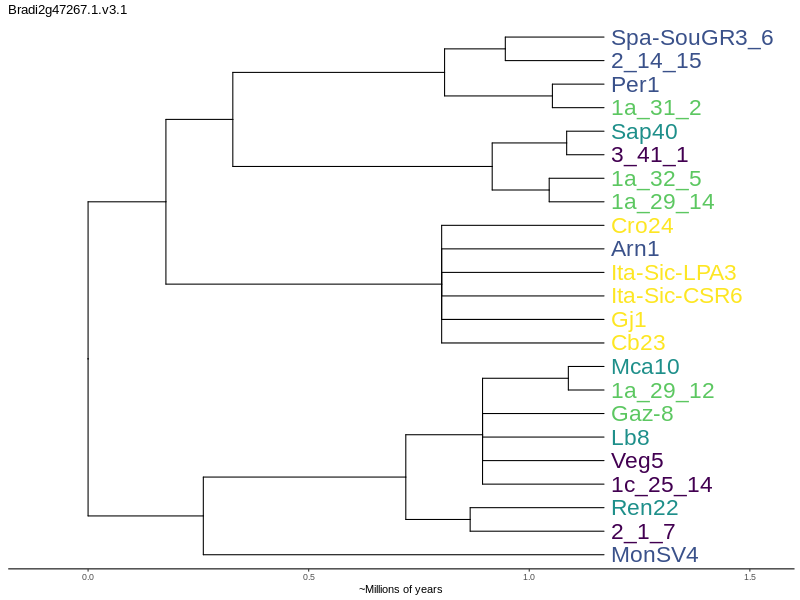 Bradi2g47267.1.v3.1
Spa-SouGR3_6
2_14_15
Per1
1a_31_2
Sap40
3_41_1
1a_32_5
1a_29_14
Cro24
Arn1
Ita-Sic-LPA3
Ita-Sic-CSR6
Gj1
Cb23
Mca10
1a_29_12
Gaz-8
Lb8
Veg5
1c_25_14
Ren22
2_1_7
MonSV4
0.0 0.5 1.0 1.5
~Millions of years